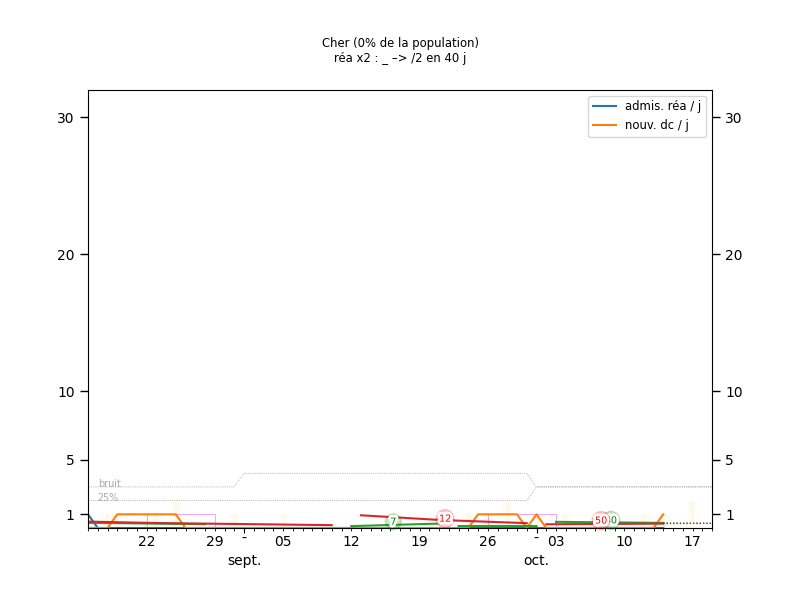 Cher (0% de la population)
réa x2 : _ –> /2 en 40 j
admis. réa / j
nouv. dc / j
30 30
20 20
10 10
5 5
1 1
bruit
25%
7 12 50
22 29 - 05 12 19 26 - 03 10 17
sept. oct.